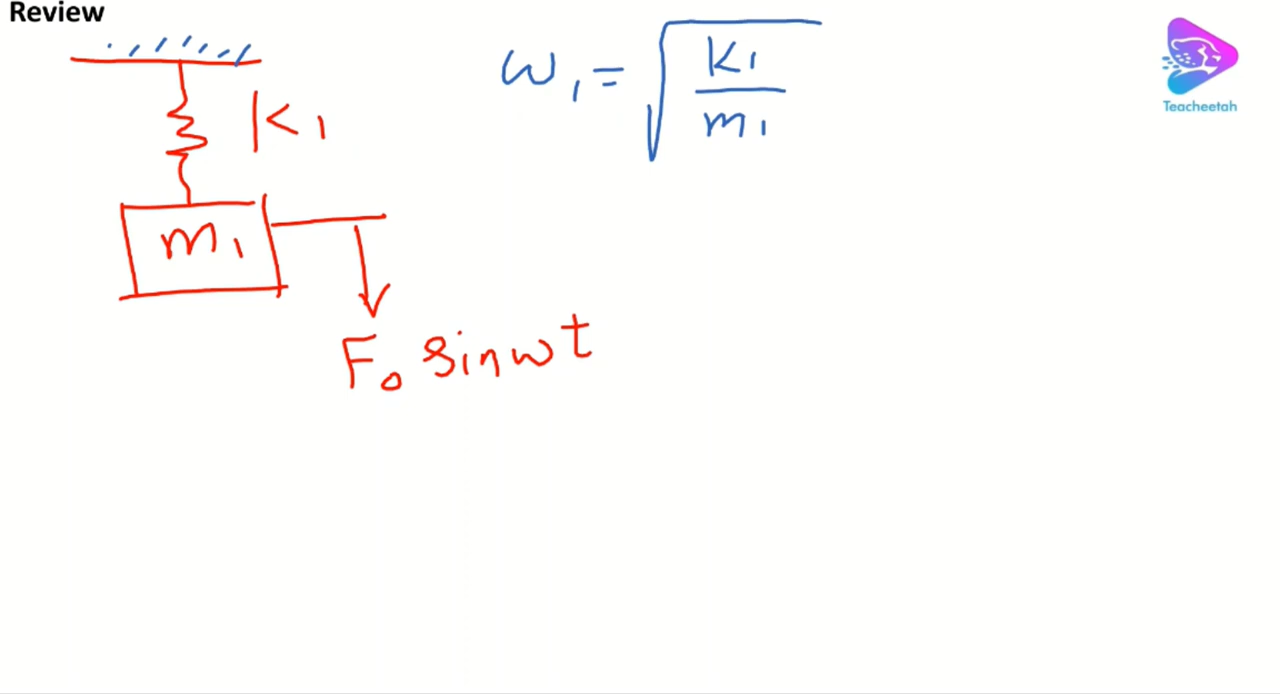 Review
ω₁ = √(K₁/m₁)
K₁
m₁
F₀ sinωt
Teacheetah